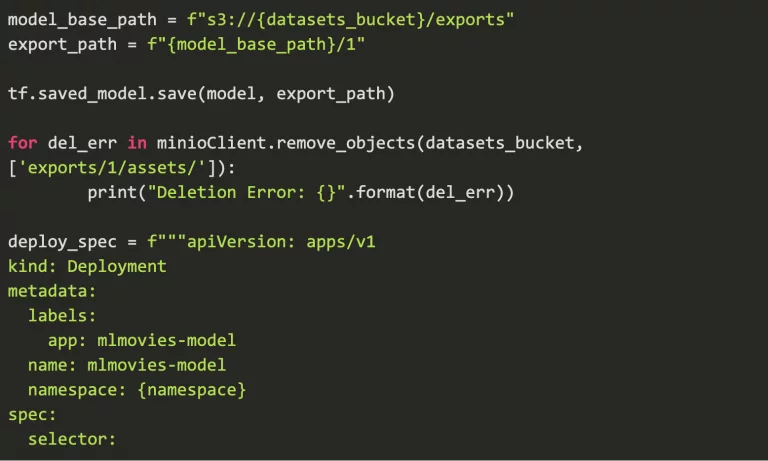 model_base_path = f"s3://{datasets_bucket}/exports"
export_path = f"{model_base_path}/1"

tf.saved_model.save(model, export_path)

for del_err in minioClient.remove_objects(datasets_bucket,
['exports/1/assets/']):
        print("Deletion Error: {}".format(del_err))

deploy_spec = f"""apiVersion: apps/v1
kind: Deployment
metadata:
  labels:
    app: mlmovies-model
  name: mlmovies-model
  namespace: {namespace}
spec:
  selector: